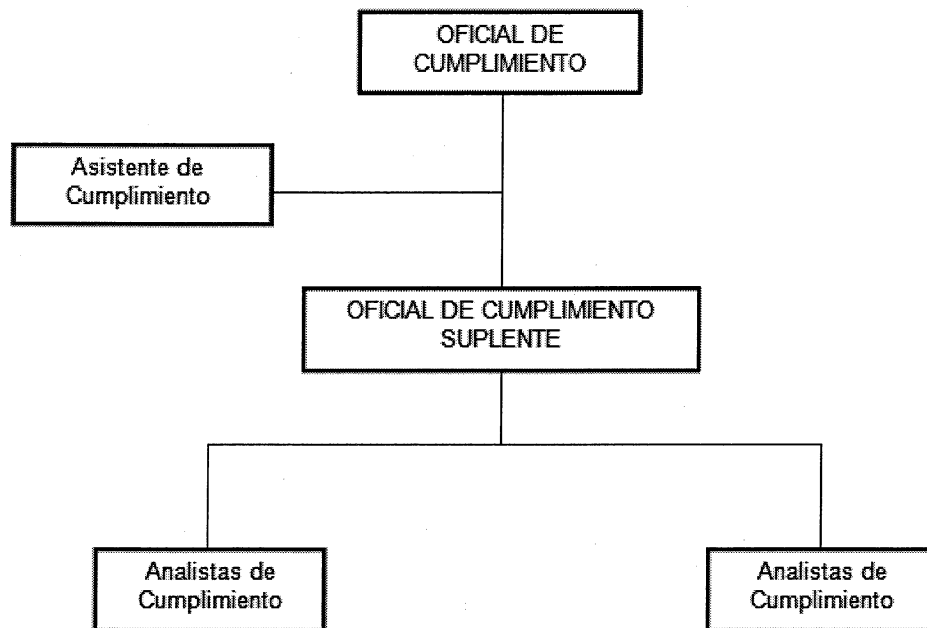 OFICIAL DE
CUMPLIMIENTO
Asistente de
Cumplimiento
OFICIAL DE CUMPLIMIENTO
SUPLENTE
Analistas de
Cumplimiento
Analistas de
Cumplimiento